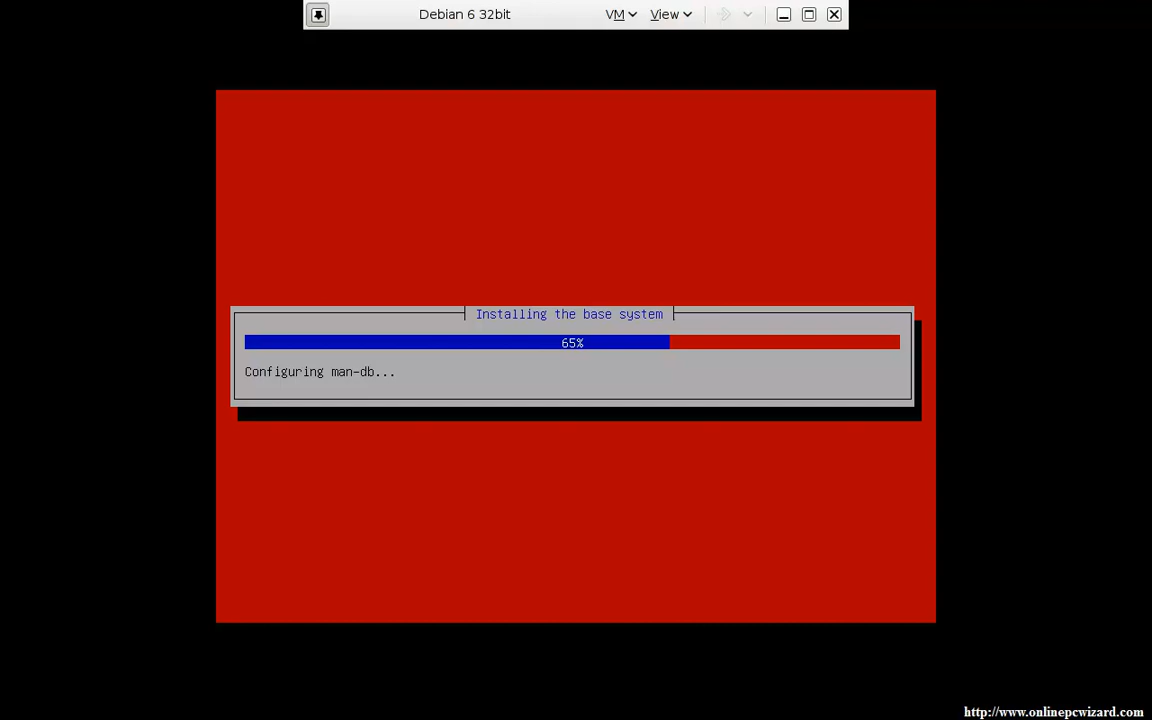 Debian 6 32bit VM View
Installing the base system
65%
Configuring man-db...
http://www.onlinepcwizard.com